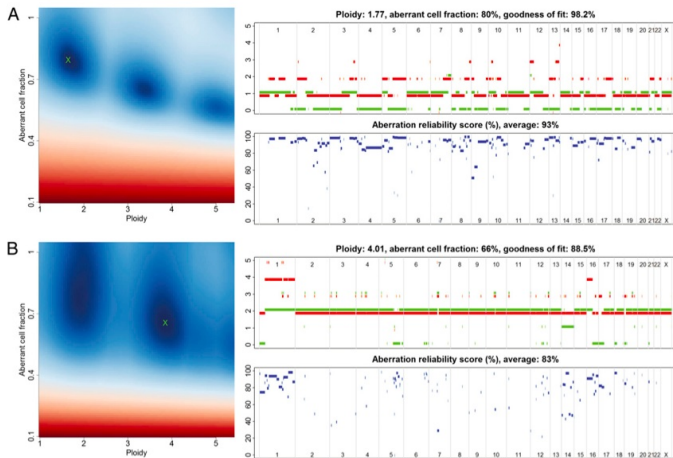 A
Aberrant cell fraction
1
0.7
0.4
0.1
X
1 2 3 4 5
Ploidy
Ploidy: 1.77, aberrant cell fraction: 80%, goodness of fit: 98.2%
5
4
3
2
1
0
1 2 3 4 5 6 7 8 9 10 11 12 13 14 15 16 17 18 19 20 2122 X
Aberration reliability score (%), average: 93%
100
80
60
40
20
0
1 2 3 4 5 6 7 8 9 10 11 12 13 14 15 16 17 18 19 20 2122 X
B
Aberrant cell fraction
1
0.7
0.4
0.1
X
1 2 3 4 5
Ploidy
Ploidy: 4.01, aberrant cell fraction: 66%, goodness of fit: 88.5%
5
4
3
2
1
0
1 2 3 4 5 6 7 8 9 10 11 12 13 14 15 16 17 18 19 20 2122 X
Aberration reliability score (%), average: 83%
100
80
60
40
20
0
1 2 3 4 5 6 7 8 9 10 11 12 13 14 15 16 17 18 19 20 2122 X